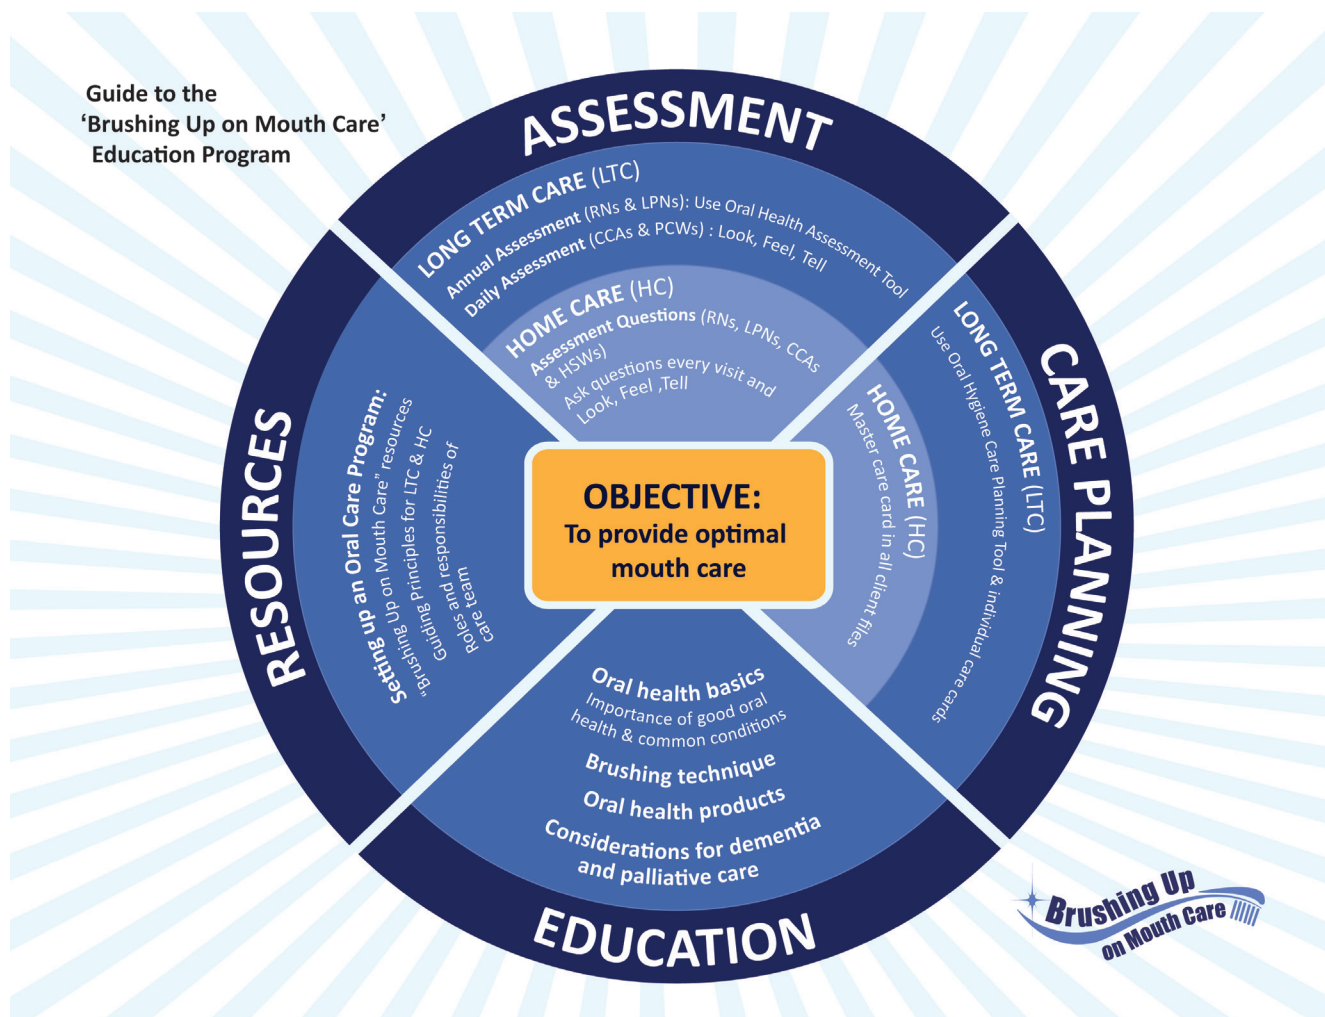 Guide to the
‘Brushing Up on Mouth Care’
Education Program
ASSESSMENT
LONG TERM CARE (LTC)
Annual Assessment (RNs & LPNs): Use Oral Health Assessment Tool
Daily Assessment (CCAs & PCWs) : Look, Feel, Tell
HOME CARE (HC)
Assessment Questions (RNs, LPNs, CCAs
& HSWs)
Ask questions every visit and
Look, Feel ,Tell
CARE PLANNING
LONG TERM CARE (LTC)
Use Oral Hygiene Care Planning Tool & individual care cards
HOME CARE (HC)
Master care card in all client files
OBJECTIVE:
To provide optimal
mouth care
RESOURCES
Setting up an Oral Care Program:
"Brushing Up on Mouth Care" resources
Guiding Principles for LTC & HC
Roles and responsibilities of
care team
Oral health basics
Importance of good oral
health & common conditions
Brushing technique
Oral health products
Considerations for dementia
and palliative care
EDUCATION
Brushing Up
on Mouth Care